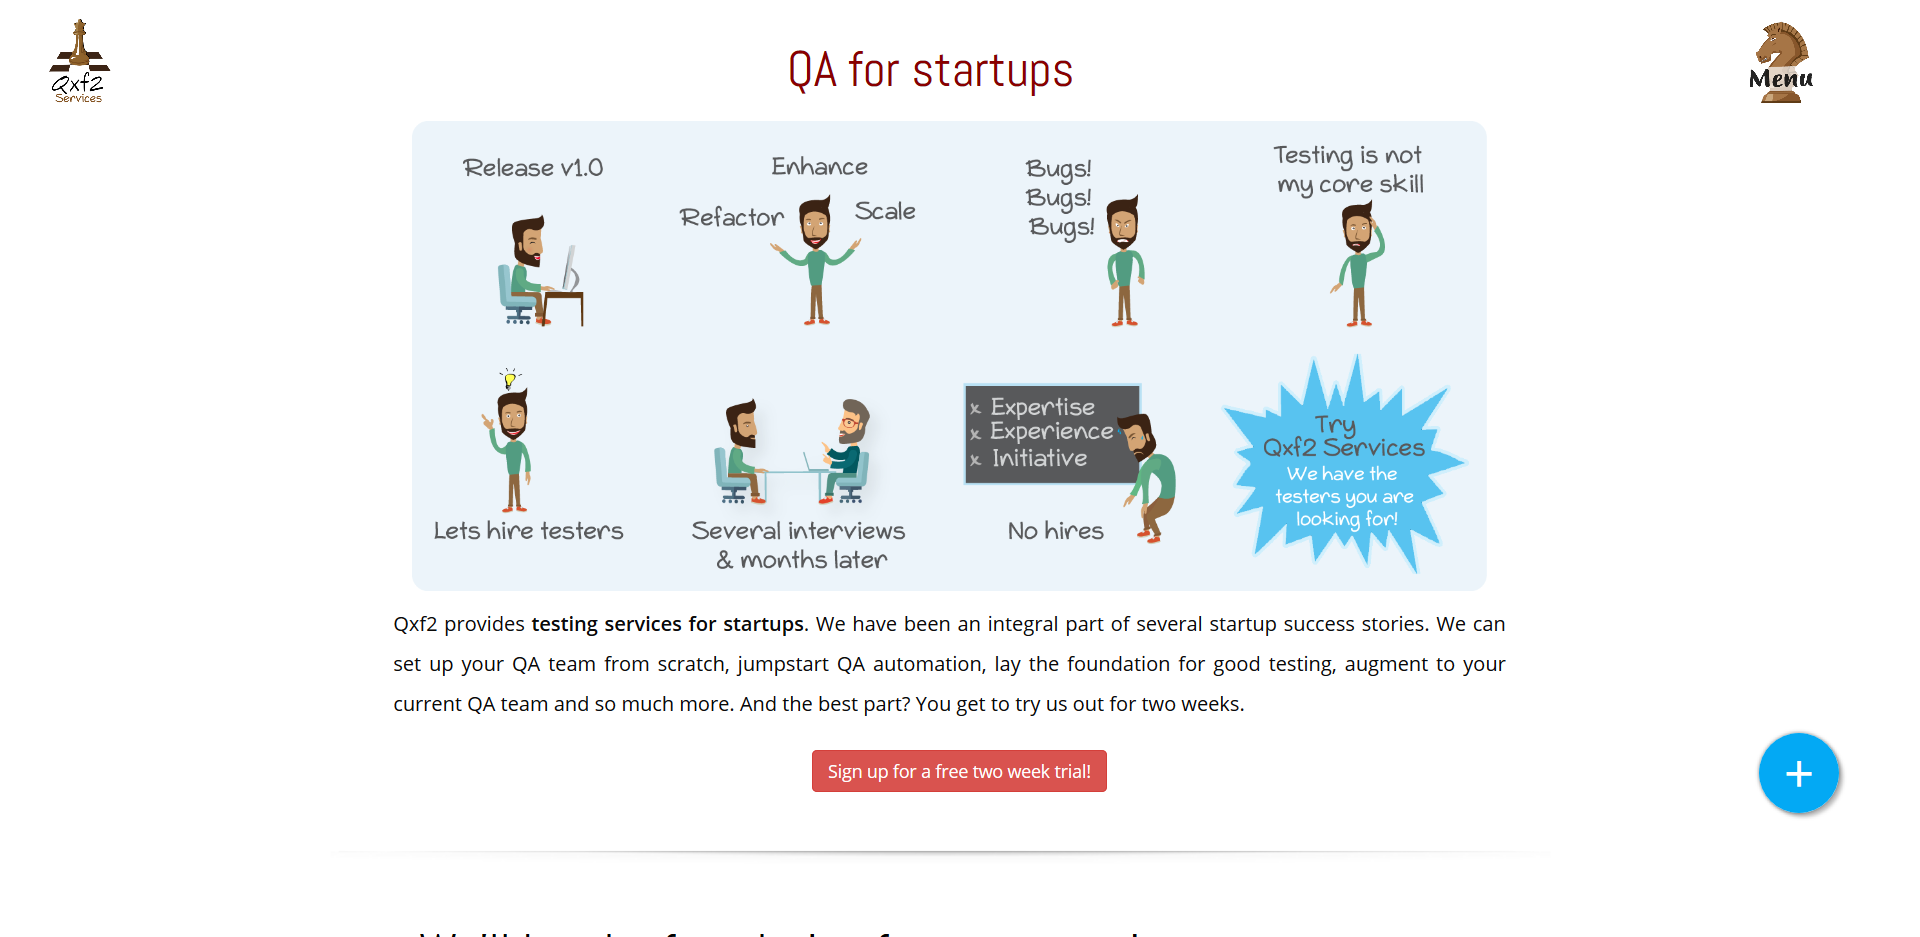 Qxf2
Services
QA for startups
Menu
Release v1.0
Enhance
Refactor
Scale
Bugs!
Bugs!
Bugs!
Testing is not
my core skill
Lets hire testers
Several interviews
& months later
x Expertise
x Experience
x Initiative
No hires
Try
Qxf2 Services
We have the
testers you are
looking for!
Qxf2 provides testing services for startups. We have been an integral part of several startup success stories. We can
set up your QA team from scratch, jumpstart QA automation, lay the foundation for good testing, augment to your
current QA team and so much more. And the best part? You get to try us out for two weeks.
Sign up for a free two week trial!
+